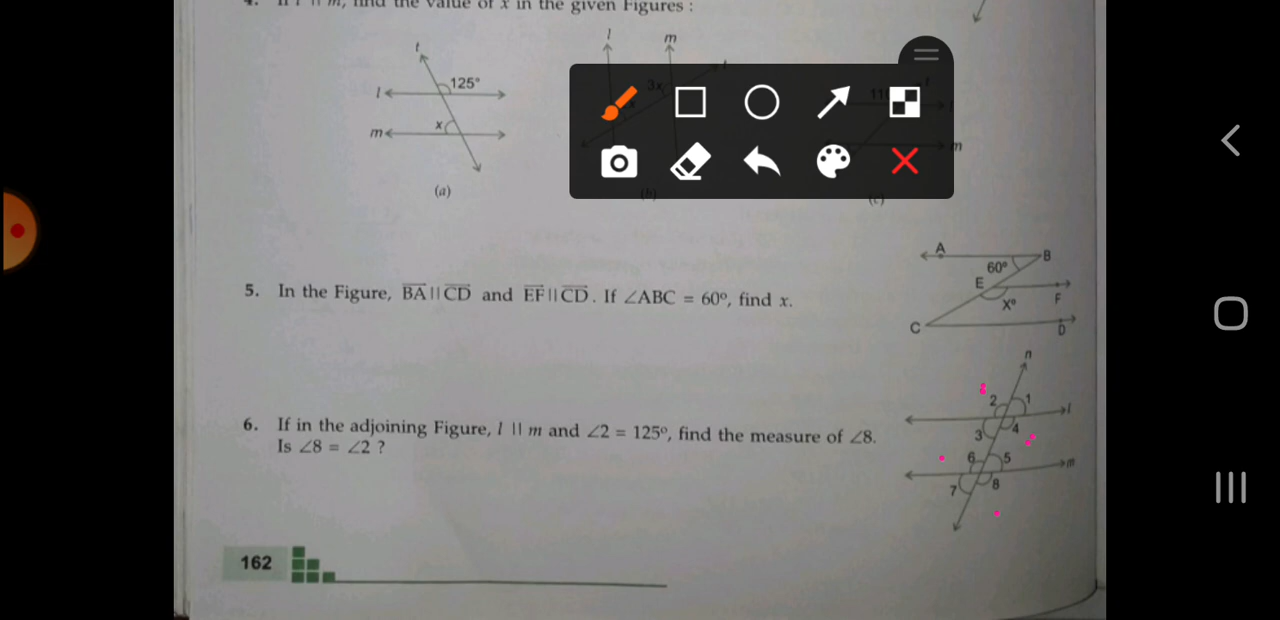 4. If l || m, find the value of x in the given Figures :
t
125°
l
x
m
(a)
l
m
3x
(b)
m
(c)
5. In the Figure, BA || CD and EF || CD. If ∠ABC = 60°, find x.
A
B
60°
E
F
X°
C
D
6. If in the adjoining Figure, l || m and ∠2 = 125°, find the measure of ∠8.
Is ∠8 = ∠2 ?
n
2 1
l
3 4
6 5
m
7 8
162